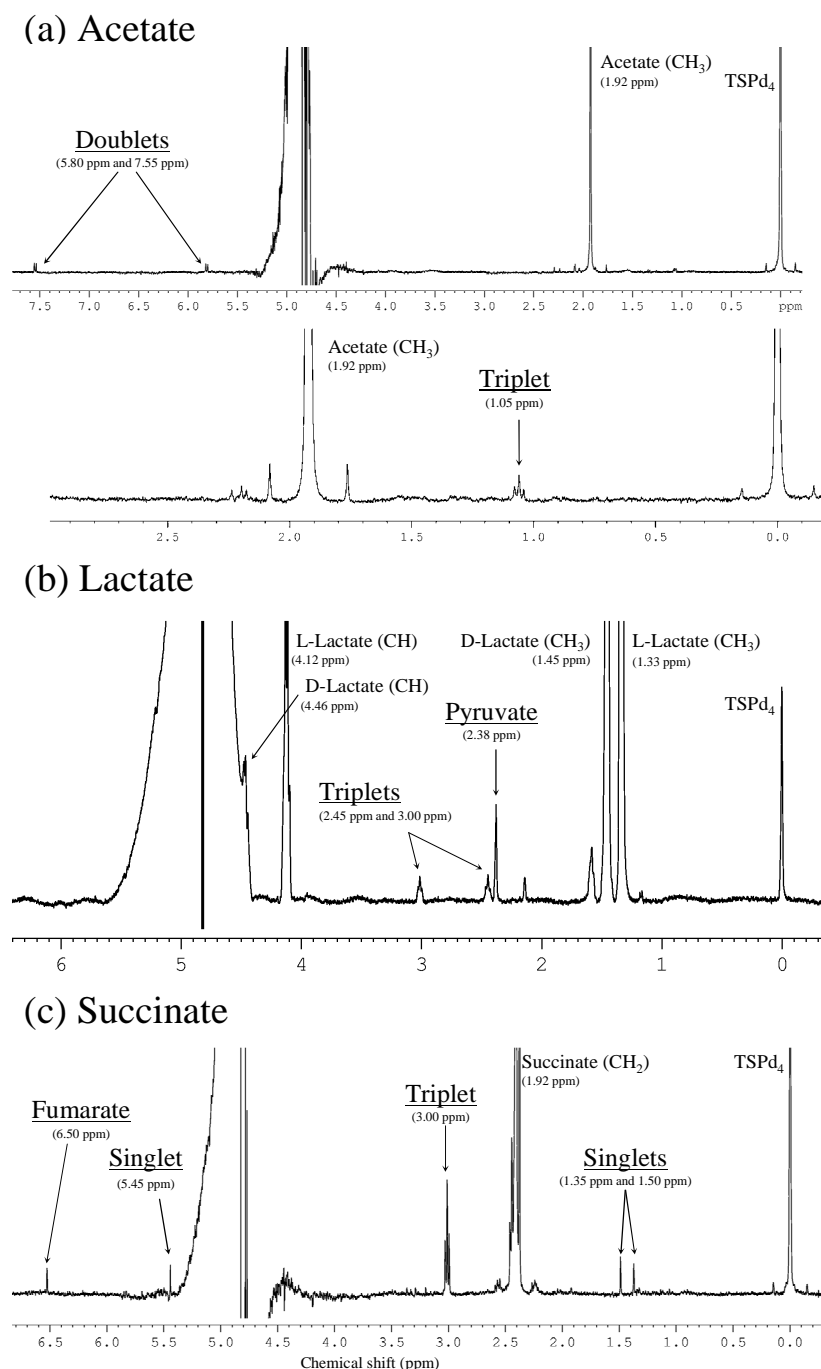 (a) Acetate
Acetate (CH₃)
(1.92 ppm)
TSPd₄
Doublets
(5.80 ppm and 7.55 ppm)
7.5 7.0 6.5 6.0 5.5 5.0 4.5 4.0 3.5 3.0 2.5 2.0 1.5 1.0 0.5 ppm
Acetate (CH₃)
(1.92 ppm)
Triplet
(1.05 ppm)
2.5 2.0 1.5 1.0 0.5 0.0
(b) Lactate
L-Lactate (CH)
(4.12 ppm)
D-Lactate (CH)
(4.46 ppm)
D-Lactate (CH₃)
(1.45 ppm)
L-Lactate (CH₃)
(1.33 ppm)
TSPd₄
Pyruvate
(2.38 ppm)
Triplets
(2.45 ppm and 3.00 ppm)
6 5 4 3 2 1 0
(c) Succinate
Succinate (CH₂)
(1.92 ppm)
TSPd₄
Fumarate
(6.50 ppm)
Singlet
(5.45 ppm)
Triplet
(3.00 ppm)
Singlets
(1.35 ppm and 1.50 ppm)
6.5 6.0 5.5 5.0 4.5 4.0 3.5 3.0 2.5 2.0 1.5 1.0 0.5 0.0
Chemical shift (ppm)